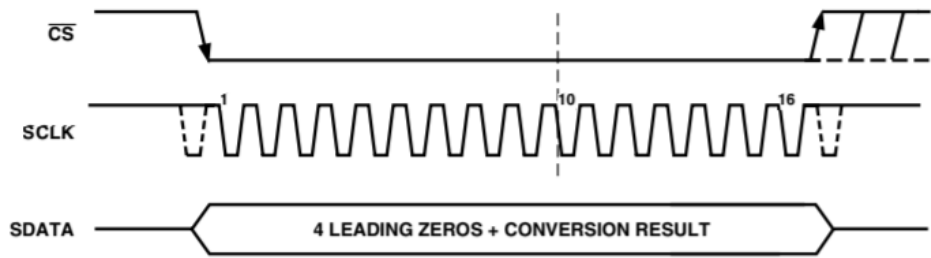 CS
1 10 16
SCLK
SDATA 4 LEADING ZEROS + CONVERSION RESULT